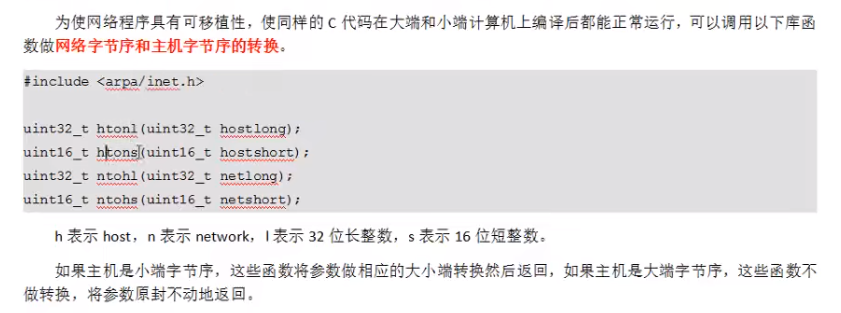 为使网络程序具有可移植性，使同样的 C 代码在大端和小端计算机上编译后都能正常运行，可以调用以下库函
数做网络字节序和主机字节序的转换。
#include <arpa/inet.h>
uint32_t htonl(uint32_t hostlong);
uint16_t htons(uint16_t hostshort);
uint32_t ntohl(uint32_t netlong);
uint16_t ntohs(uint16_t netshort);
h 表示 host，n 表示 network，l 表示 32 位长整数，s 表示 16 位短整数。
如果主机是小端字节序，这些函数将参数做相应的大小端转换然后返回，如果主机是大端字节序，这些函数不
做转换，将参数原封不动地返回。